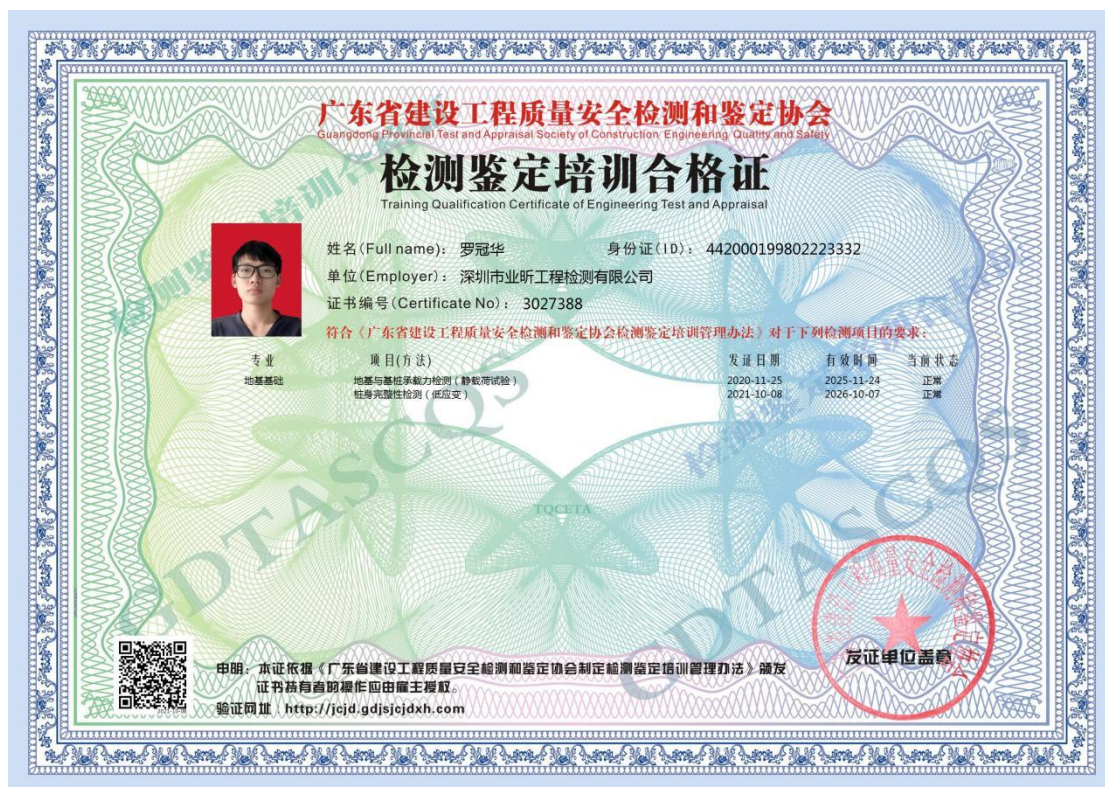 广东省建设工程质量安全检测和鉴定协会
Guangdong Provincial Test and Appraisal Society of Construction Engineering Quality and Safety
检测鉴定培训合格证
Training Qualification Certificate of Engineering Test and Appraisal
姓名(Full name): 罗冠华 身份证(ID): 442000199802223332
单位(Employer): 深圳市业昕工程检测有限公司
证书编号(Certificate No): 3027388
符合《广东省建设工程质量安全检测和鉴定协会检测鉴定培训管理办法》对于下列检测项目的要求:
专业 项目(方法) 发证日期 有效时间 当前状态
地基基础 地基与基桩承载力检测(静载荷试验) 2020-11-25 2025-11-24 正常
桩身完整性检测(低应变) 2021-10-08 2026-10-07 正常
GDTASCQS
GDTASCQS
TQCETA
发证单位盖章
申明: 本证依据《广东省建设工程质量安全检测和鉴定协会制定检测鉴定培训管理办法》颁发
证书持有者的操作应由雇主授权。
验证网址: http://jcjd.gdjsjcjdxh.com